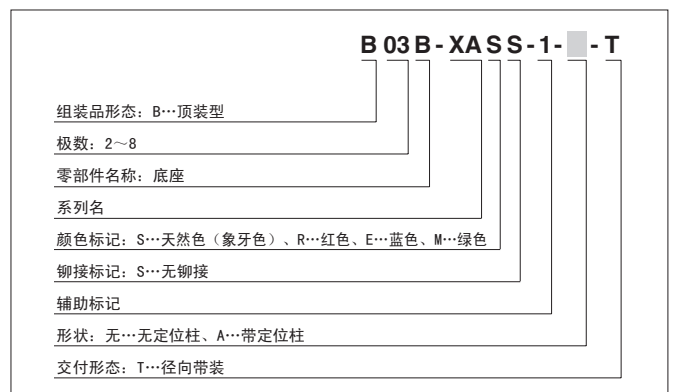 B 03 B - XA S S - 1 - - T
组装品形态：B…顶装型
极数：2～8
零部件名称：底座
系列名
颜色标记：S…天然色（象牙色）、R…红色、E…蓝色、M…绿色
铆接标记：S…无铆接
辅助标记
形状：无…无定位柱、A…带定位柱
交付形态：T…径向带装